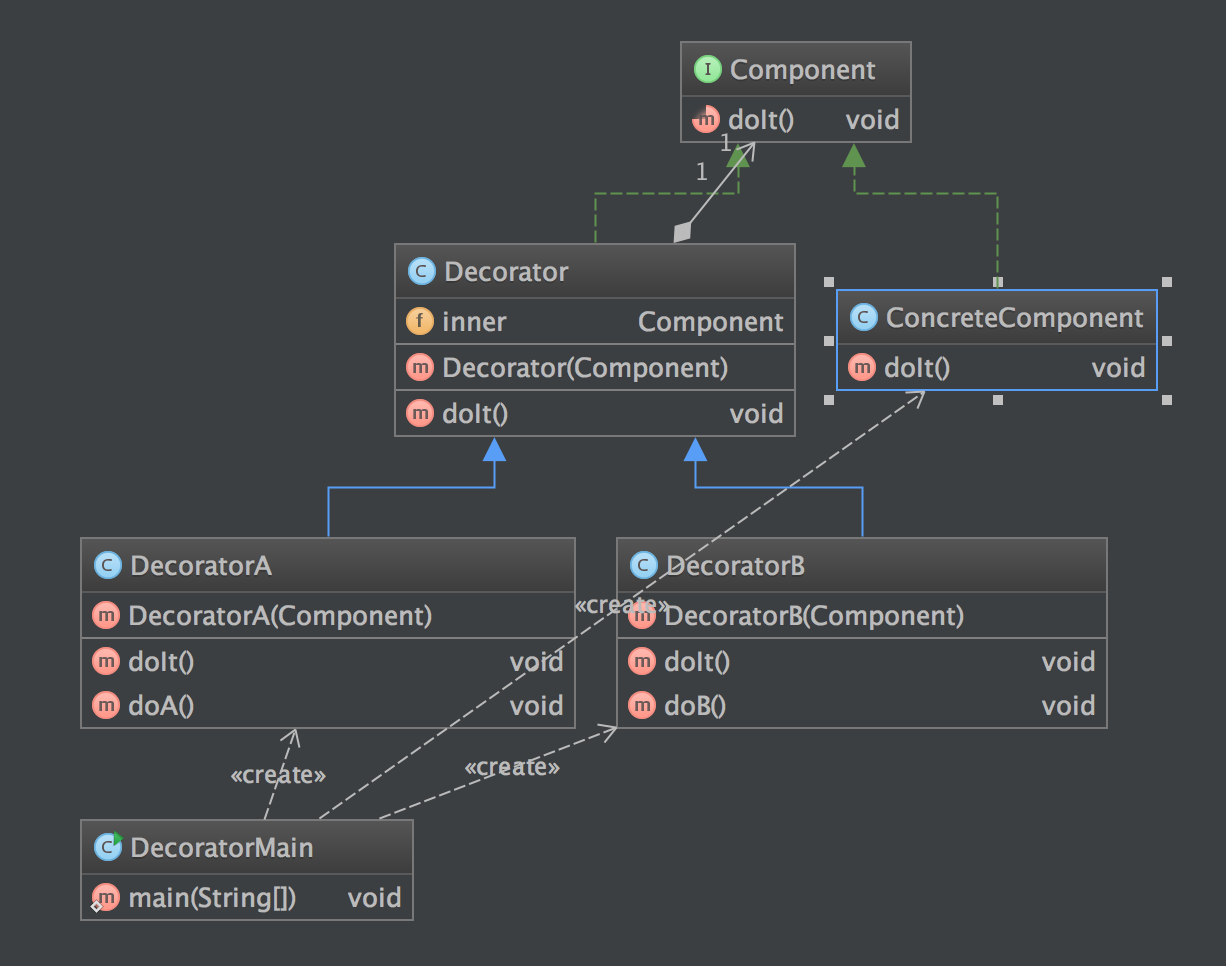 I Component
m doIt() void
1
1
C Decorator
f inner Component
m Decorator(Component)
m doIt() void
C ConcreteComponent
m doIt() void
C DecoratorA
m DecoratorA(Component)
m doIt() void
m doA() void
C DecoratorB
«create»
m DecoratorB(Component)
m doIt() void
m doB() void
«create»
«create»
C DecoratorMain
m main(String[]) void